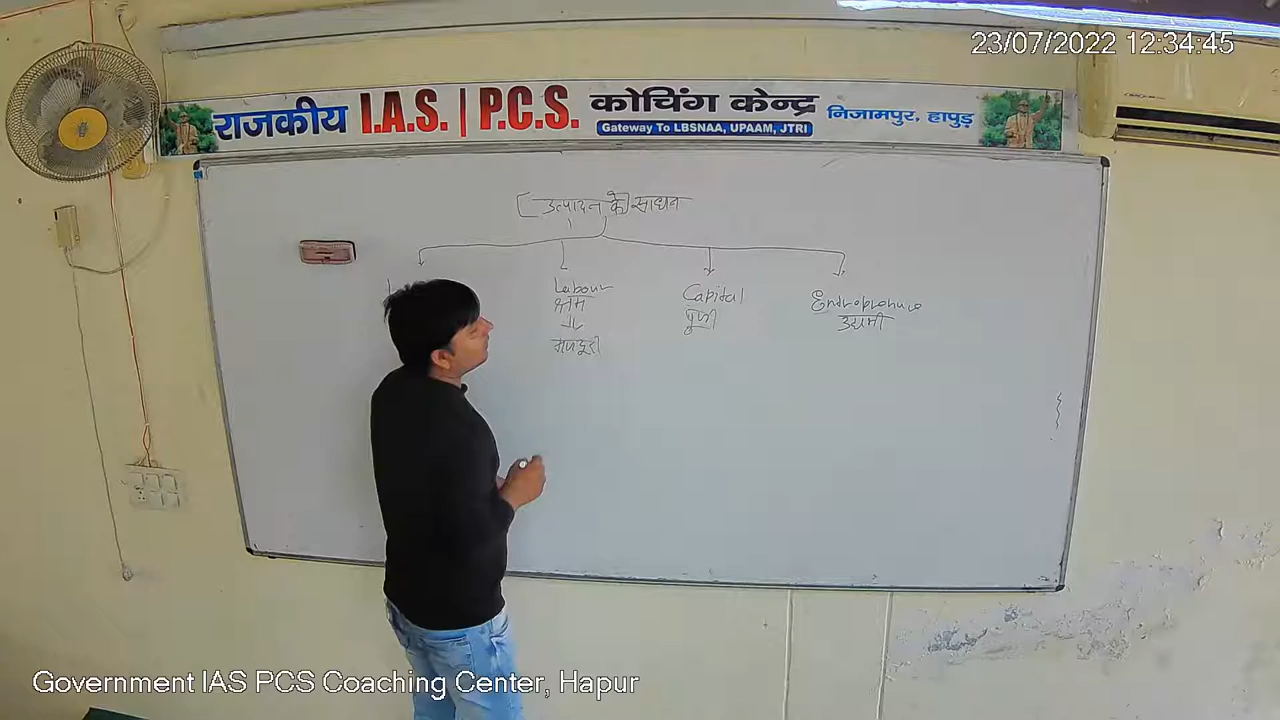 23/07/2022 12:34:45
राजकीय I.A.S. | P.C.S. कोचिंग केन्द्र निजामपुर, हापुड़
Gateway To LBSNAA, UPAAM, JTRI
[उत्पादन के] साधन
Labour Capital
श्रम पूंजी उद्यमी
मजदूरी
Government IAS PCS Coaching Center, Hapur